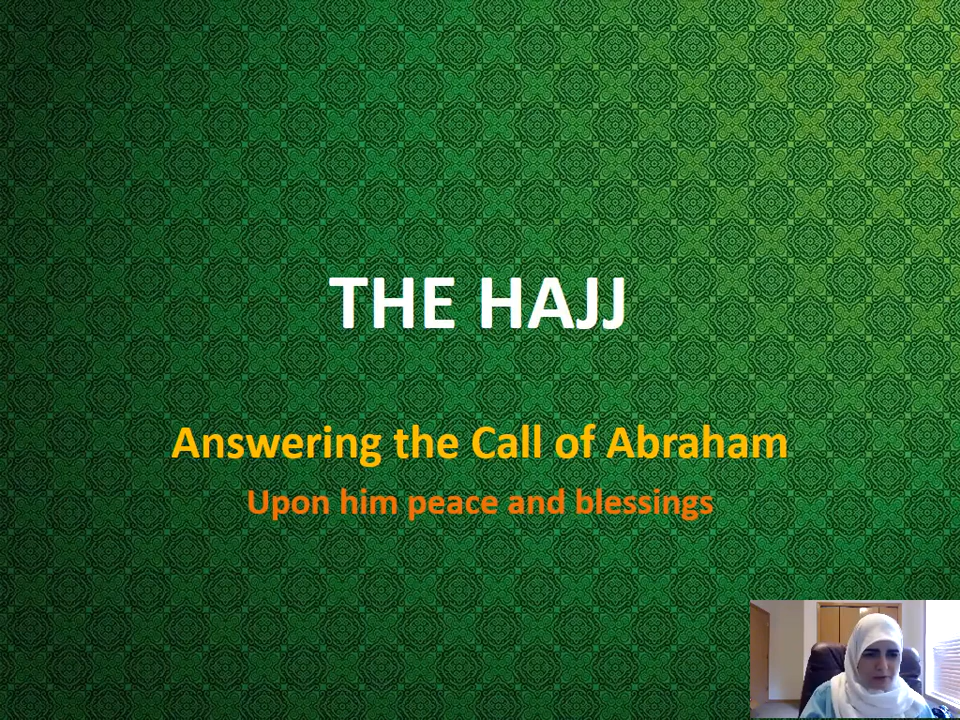 THE HAJJ
Answering the Call of Abraham
Upon him peace and blessings